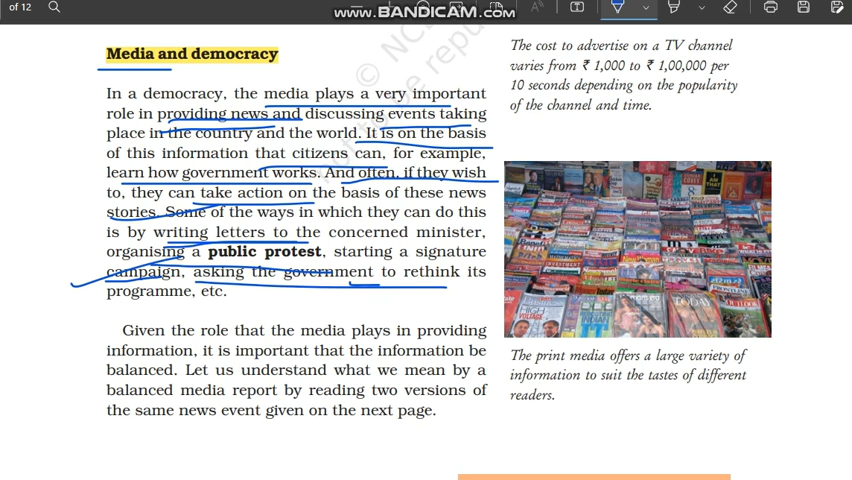 of 12
www.BANDICAM.com
Media and democracy
In a democracy, the media plays a very important
role in providing news and discussing events taking
place in the country and the world. It is on the basis
of this information that citizens can, for example,
learn how government works. And often, if they wish
to, they can take action on the basis of these news
stories. Some of the ways in which they can do this
is by writing letters to the concerned minister,
organising a public protest, starting a signature
campaign, asking the government to rethink its
programme, etc.
Given the role that the media plays in providing
information, it is important that the information be
balanced. Let us understand what we mean by a
balanced media report by reading two versions of
the same news event given on the next page.
The cost to advertise on a TV channel
varies from ₹ 1,000 to ₹ 1,00,000 per
10 seconds depending on the popularity
of the channel and time.
The print media offers a large variety of
information to suit the tastes of different
readers.